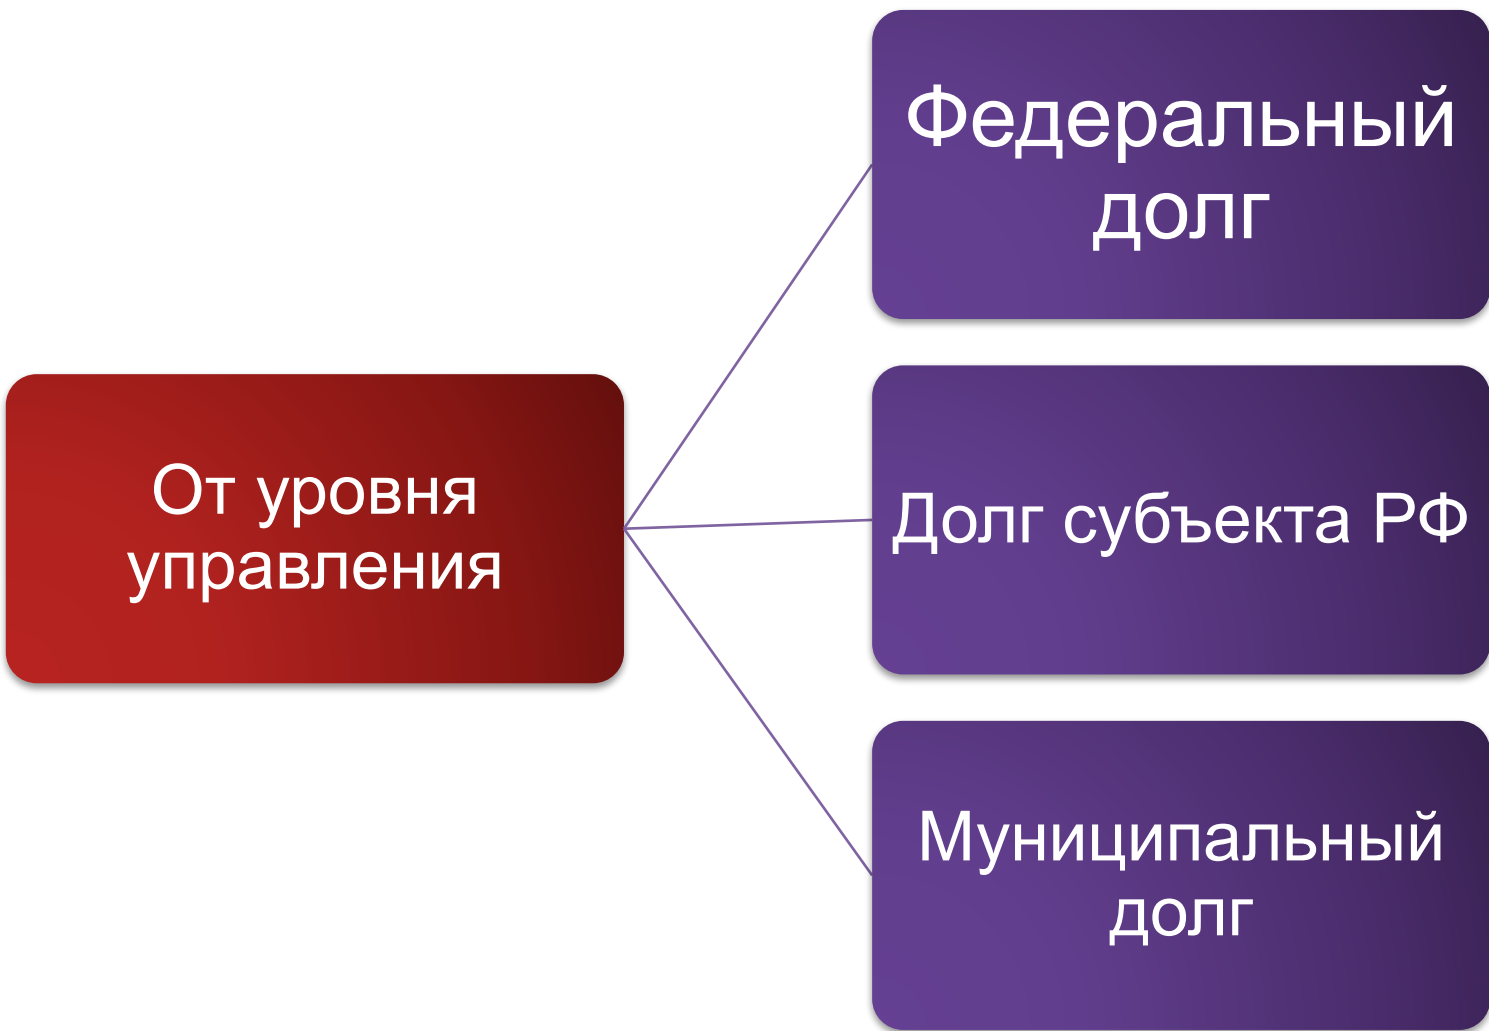 От уровня
управления
Федеральный
долг
Долг субъекта РФ
Муниципальный
долг